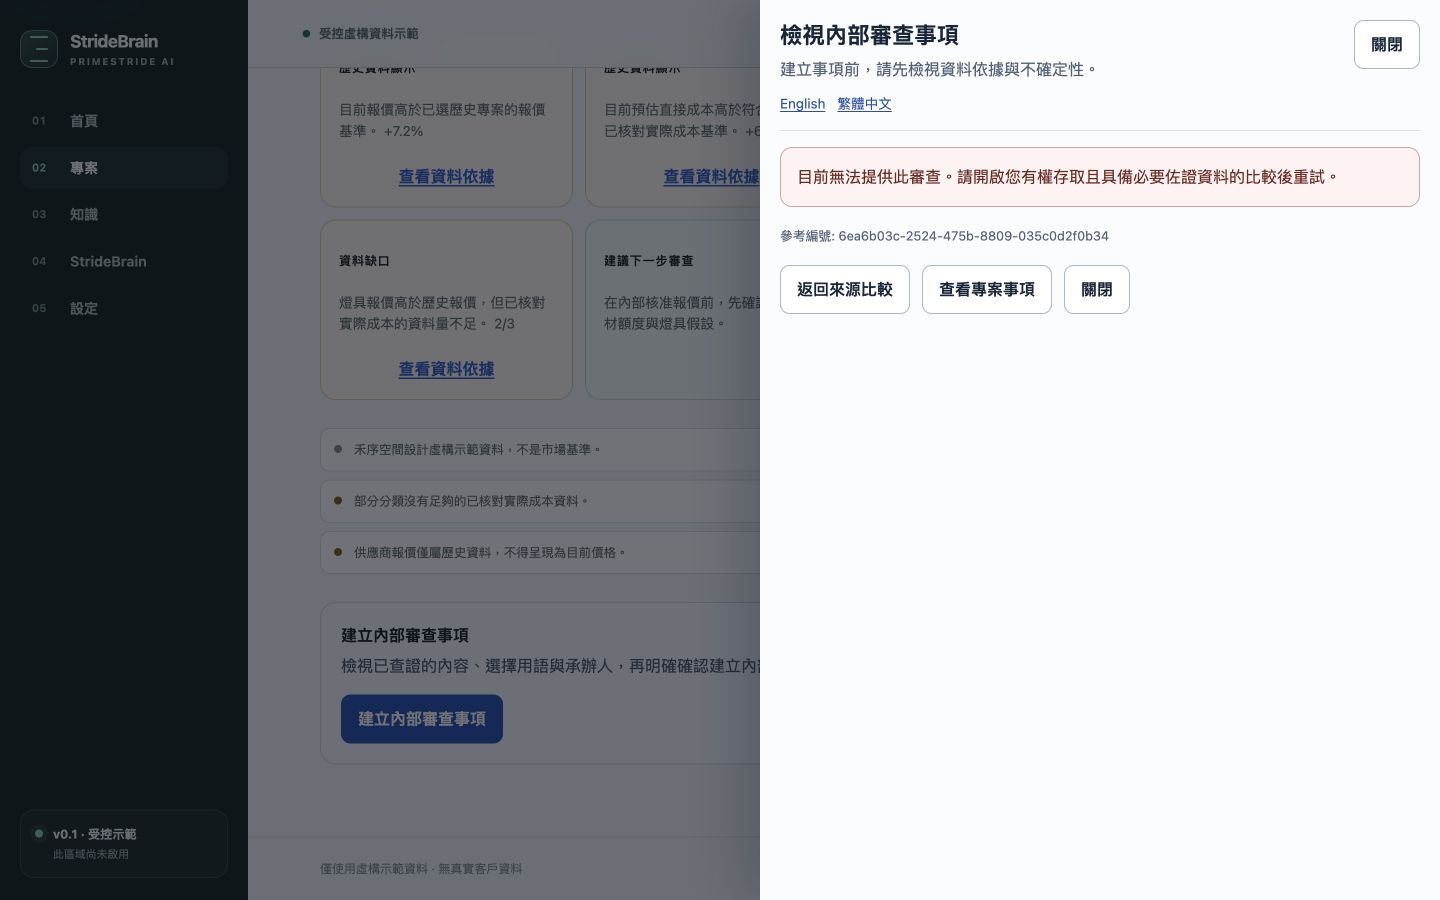 StrideBrain
PRIMESTRIDE AI
01 首頁
02 專案
03 知識
04 StrideBrain
05 設定
v0.1 · 受控示範
此區域尚未啟用
受控虛構資料示範
目前報價高於已選歷史專案的報價
基準。 +7.2%
查看資料依據
目前預估直接成本高於符
已核對實際成本基準。 +6
查看資料依據
資料缺口
燈具報價高於歷史報價，但已核對
實際成本的資料量不足。 2/3
查看資料依據
建議下一步審查
在內部核准報價前，先確
材額度與燈具假設。
禾序空間設計虛構示範資料，不是市場基準。
部分分類沒有足夠的已核對實際成本資料。
供應商報價僅屬歷史資料，不得呈現為目前價格。
建立內部審查事項
檢視已查證的內容、選擇用語與承辦人，再明確確認建立內
建立內部審查事項
僅使用虛構示範資料 · 無真實客戶資料
檢視內部審查事項
關閉
建立事項前，請先檢視資料依據與不確定性。
English 繁體中文
目前無法提供此審查。請開啟您有權存取且具備必要佐證資料的比較後重試。
參考編號: 6ea6b03c-2524-475b-8809-035c0d2f0b34
返回來源比較 查看專案事項 關閉